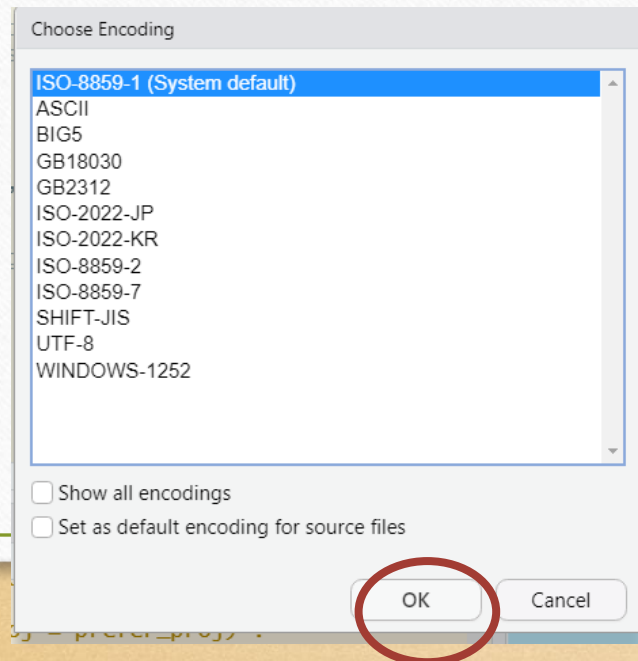 Choose Encoding
ISO-8859-1 (System default)
ASCII
BIG5
GB18030
GB2312
ISO-2022-JP
ISO-2022-KR
ISO-8859-2
ISO-8859-7
SHIFT-JIS
UTF-8
WINDOWS-1252
Show all encodings
Set as default encoding for source files
OK Cancel